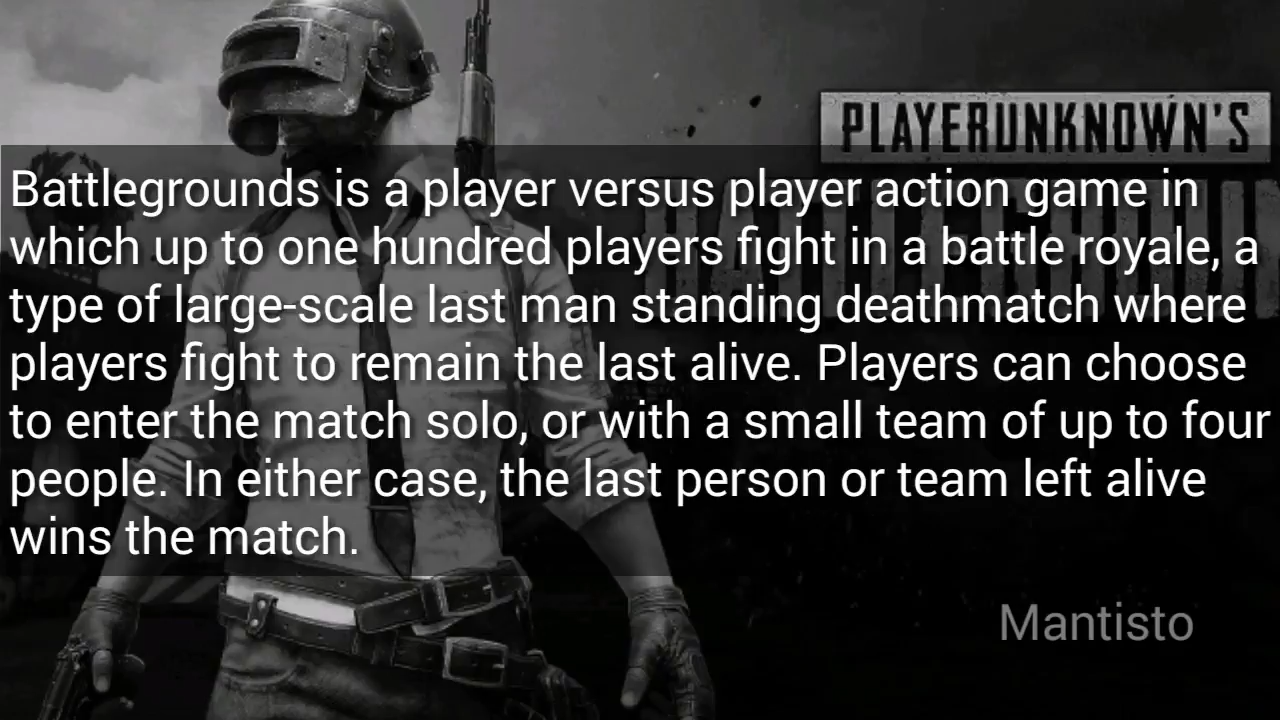 PLAYERUNKNOWN'S
Battlegrounds is a player versus player action game in
which up to one hundred players fight in a battle royale, a
type of large-scale last man standing deathmatch where
players fight to remain the last alive. Players can choose
to enter the match solo, or with a small team of up to four
people. In either case, the last person or team left alive
wins the match.
Mantisto